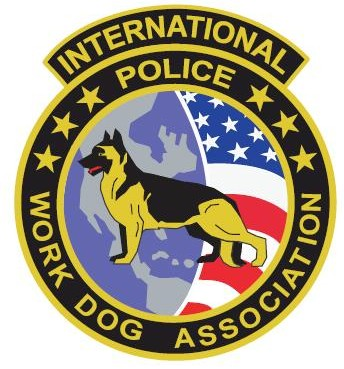 INTERNATIONAL
POLICE
WORK DOG ASSOCIATION